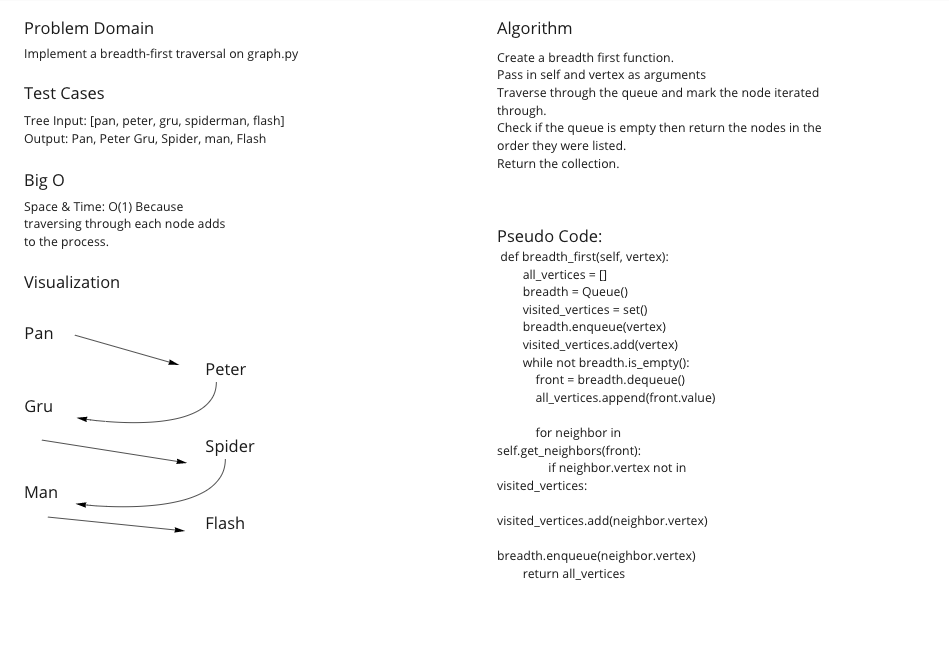 Problem Domain
Implement a breadth-first traversal on graph.py
Test Cases
Tree Input: [pan, peter, gru, spiderman, flash]
Output: Pan, Peter Gru, Spider, man, Flash
Big O
Space & Time: O(1) Because
traversing through each node adds
to the process.
Visualization
Pan
Peter
Gru
Spider
Man
Flash
Algorithm
Create a breadth first function.
Pass in self and vertex as arguments
Traverse through the queue and mark the node iterated
through.
Check if the queue is empty then return the nodes in the
order they were listed.
Return the collection.
Pseudo Code:
def breadth_first(self, vertex):
all_vertices = []
breadth = Queue()
visited_vertices = set()
breadth.enqueue(vertex)
visited_vertices.add(vertex)
while not breadth.is_empty():
front = breadth.dequeue()
all_vertices.append(front.value)
for neighbor in
self.get_neighbors(front):
if neighbor.vertex not in
visited_vertices:
visited_vertices.add(neighbor.vertex)
breadth.enqueue(neighbor.vertex)
return all_vertices